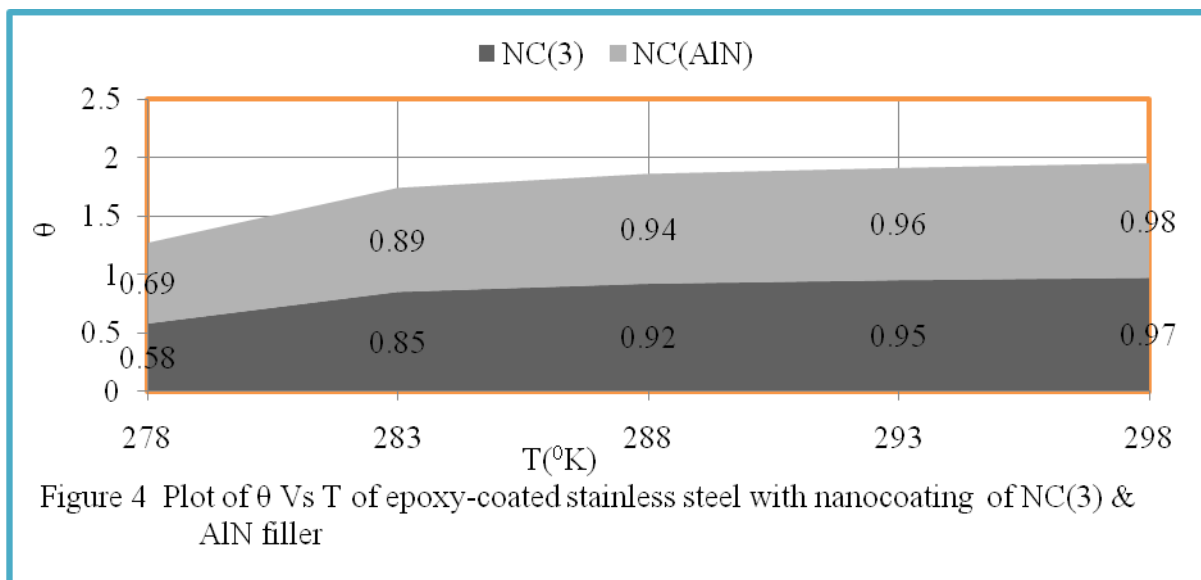 NC(3) NC(AlN)
2.5
2
1.5
1
0.5
0
θ
0.69 0.89 0.94 0.96 0.98
0.58 0.85 0.92 0.95 0.97
278 283 288 293 298
T(⁰K)
Figure 4 Plot of θ Vs T of epoxy-coated stainless steel with nanocoating of NC(3) &
AlN filler